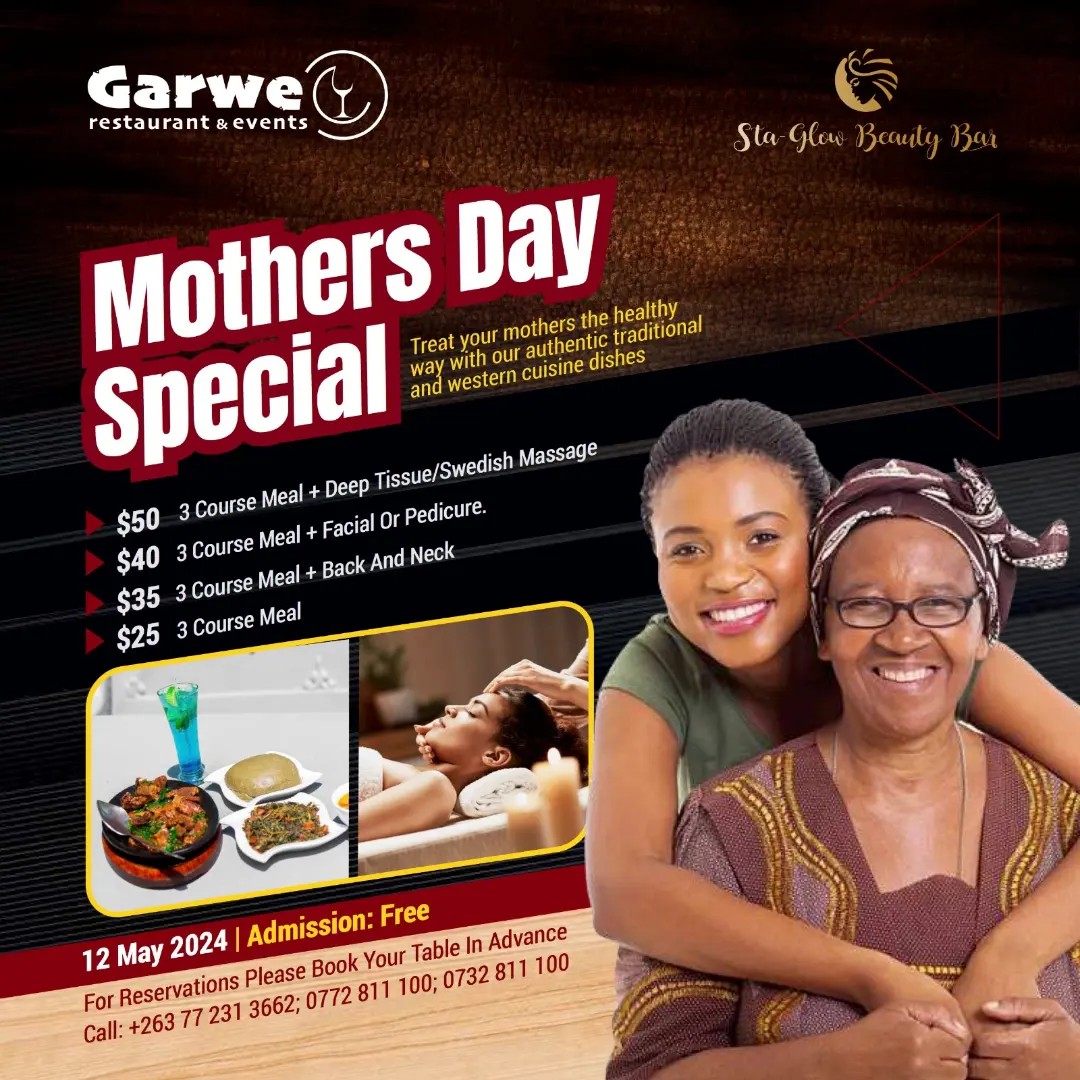 Garwe
restaurant & events
Sta-Glow Beauty Bar
Mothers Day
Special
Treat your mothers the healthy
way with our authentic traditional
and western cuisine dishes
$50 3 Course Meal + Deep Tissue/Swedish Massage
$40 3 Course Meal + Facial Or Pedicure.
$35 3 Course Meal + Back And Neck
$25 3 Course Meal
12 May 2024 | Admission: Free
For Reservations Please Book Your Table In Advance
Call: +263 77 231 3662; 0772 811 100; 0732 811 100